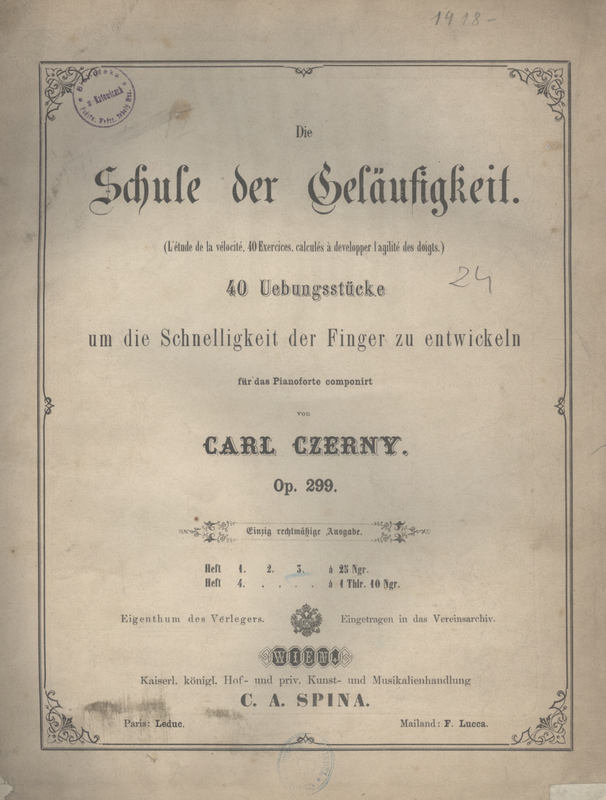 1418-
Die
Schule der Geläufigkeit.
(L'étude de la vélocité, 40 Exercices, calculés à developper l'agilité des doigts.)
24
40 Uebungsstücke
um die Schnelligkeit der Finger zu entwickeln
für das Pianoforte componirt
von
CARL CZERNY.
Op. 299.
Einzig rechtmäßige Ausgabe.
Heft 1. 2. 3. à 25 Ngr.
Heft 4. . . . . à 1 Thlr. 10 Ngr.
Eigenthum des Verlegers. Eingetragen in das Vereinsarchiv.
WIEN.
Kaiserl. königl. Hof- und priv. Kunst- und Musikalienhandlung
C. A. SPINA.
Paris: Leduc. Mailand: F. Lucca.